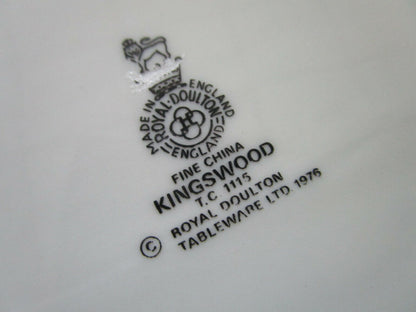 MADE IN ENGLAND
ROYAL DOULTON
ENGLAND
FINE CHINA
KINGSWOOD
T.C 1115
© ROYAL DOULTON
TABLEWARE LTD. 1976